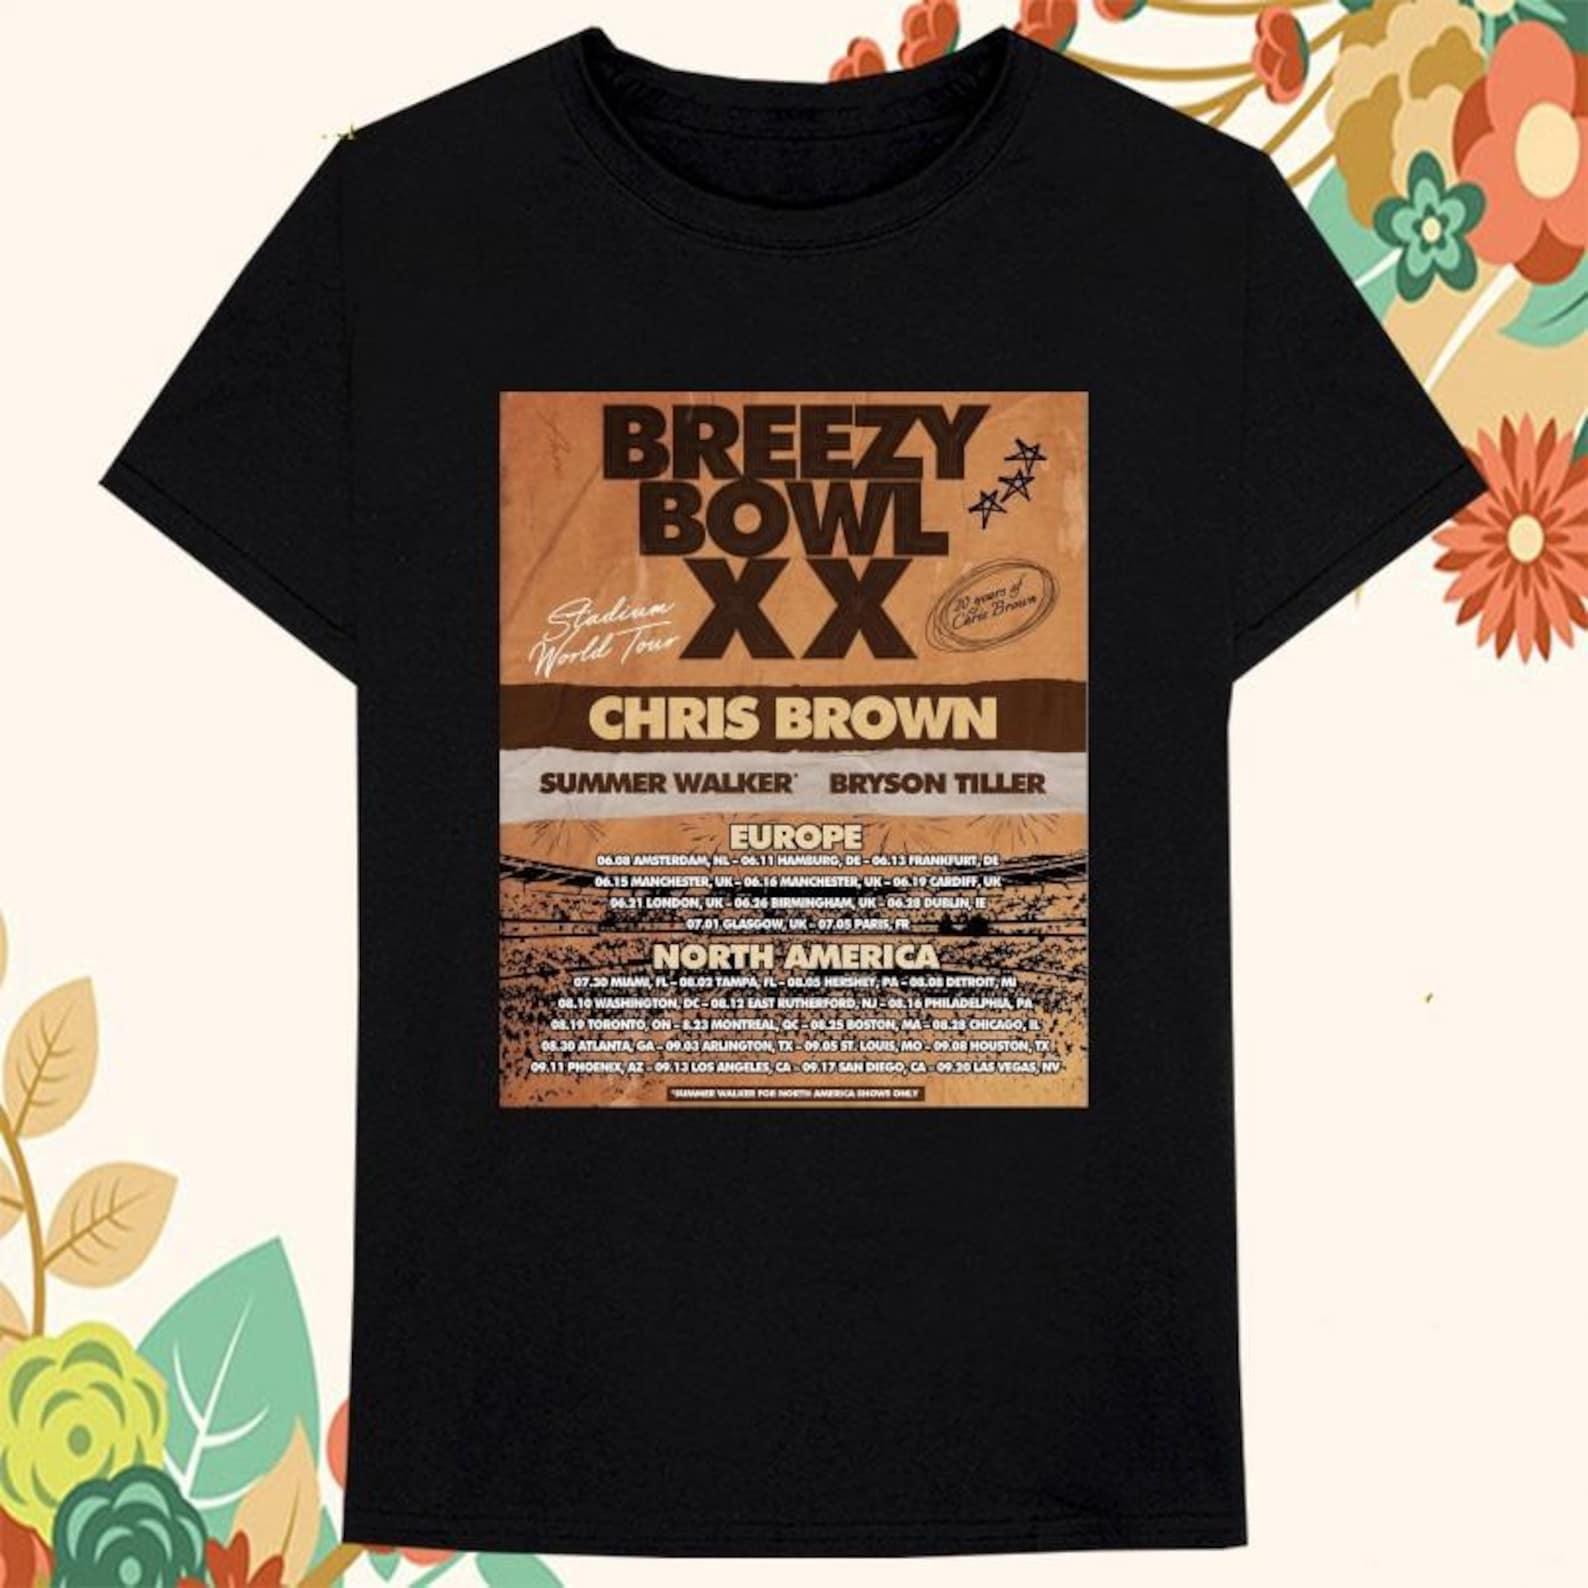 BREEZY
BOWL
XX
Stadium
World Tour
20 years of
Chris Brown
CHRIS BROWN
SUMMER WALKER* BRYSON TILLER
EUROPE
06.08 AMSTERDAM, NL - 06.11 HAMBURG, DE - 06.13 FRANKFURT, DE
06.15 MANCHESTER, UK - 06.16 MANCHESTER, UK - 06.19 CARDIFF, UK
06.21 LONDON, UK - 06.26 BIRMINGHAM, UK - 06.28 DUBLIN, IE
07.01 GLASGOW, UK - 07.05 PARIS, FR
NORTH AMERICA
07.30 MIAMI, FL - 08.02 TAMPA, FL - 08.05 HERSHEY, PA - 08.08 DETROIT, MI
08.10 WASHINGTON, DC - 08.12 EAST RUTHERFORD, NJ - 08.16 PHILADELPHIA, PA
08.19 TORONTO, ON - 8.23 MONTREAL, QC - 08.25 BOSTON, MA - 08.28 CHICAGO, IL
08.30 ATLANTA, GA - 09.03 ARLINGTON, TX - 09.05 ST. LOUIS, MO - 09.08 HOUSTON, TX
09.11 PHOENIX, AZ - 09.13 LOS ANGELES, CA - 09.17 SAN DIEGO, CA - 09.20 LAS VEGAS, NV
*SUMMER WALKER FOR NORTH AMERICA SHOWS ONLY